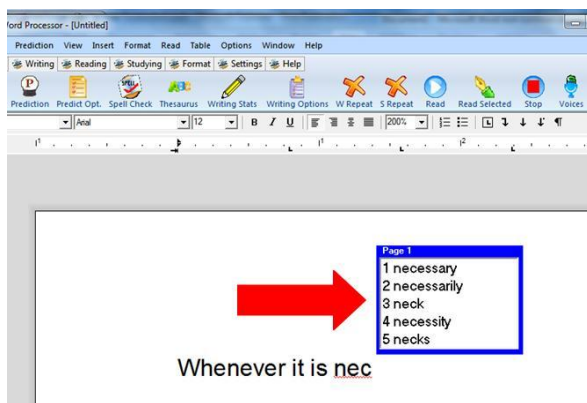 Word Processor - [Untitled]
Prediction View Insert Format Read Table Options Window Help
Writing Reading Studying Format Settings Help
Prediction Predict Opt. Spell Check Thesaurus Writing Stats Writing Options W Repeat S Repeat Read Read Selected Stop Voices
Arial 12 B I U 200%
Page 1
1 necessary
2 necessarily
3 neck
4 necessity
5 necks
Whenever it is nec